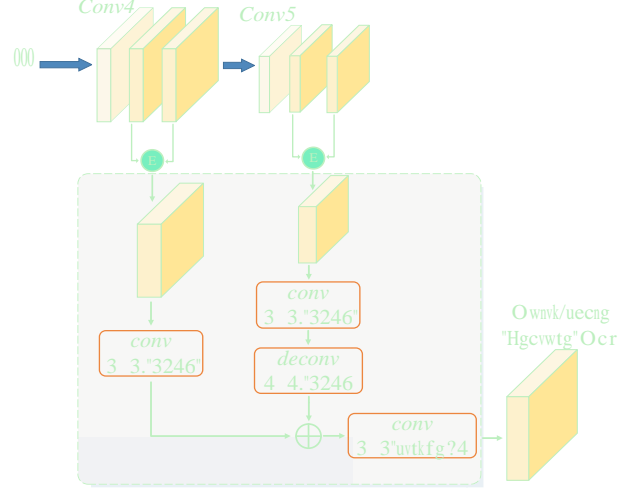 Conv4
Conv5
000
E
E
conv
3 3."3246"
conv
3 3."3246"
deconv
4 4."3246
conv
3 3"uvtkfg?4
Ownvk/uecng
"Hgcvwtg"Ocr